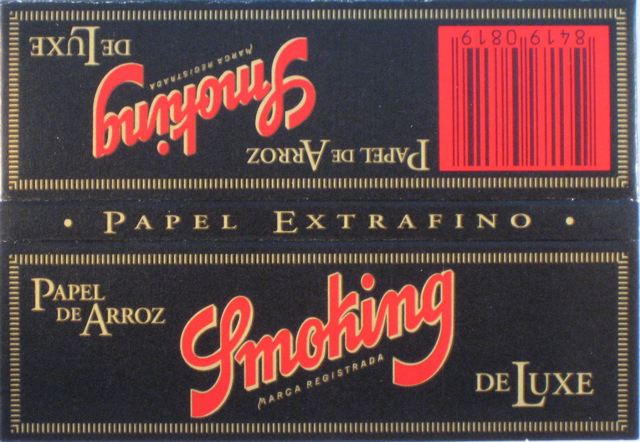 8419 0819
DE LUXE
Smoking
MARCA REGISTRADA
PAPEL DE ARROZ
• PAPEL EXTRAFINO •
PAPEL
DE ARROZ
Smoking
MARCA REGISTRADA
DE LUXE